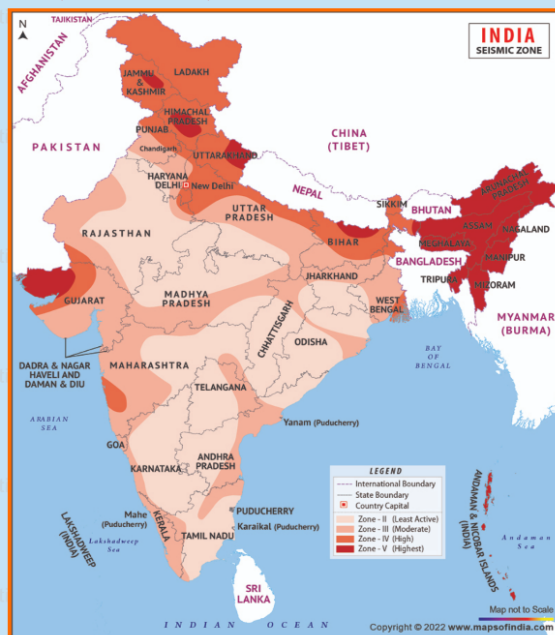 TAJIKISTAN
N
AFGHANISTAN
INDIA
SEISMIC ZONE
JAMMU
&
KASHMIR
LADAKH
HIMACHAL
PRADESH
PUNJAB
Chandigarh
UTTARAKHAND
PAKISTAN
CHINA
(TIBET)
HARYANA
DELHI
New Delhi
NEPAL
UTTAR
PRADESH
SIKKIM
BHUTAN
ARUNACHAL
PRADESH
ASSAM
NAGALAND
MEGHALAYA
MANIPUR
BANGLADESH
TRIPURA
MIZORAM
RAJASTHAN
BIHAR
JHARKHAND
WEST
BENGAL
MYANMAR
(BURMA)
GUJARAT
MADHYA
PRADESH
CHHATTISGARH
ODISHA
BAY
OF
BENGAL
DADRA & NAGAR
HAVELI AND
DAMAN & DIU
MAHARASHTRA
TELANGANA
ARABIAN
SEA
Yanam (Puducherry)
GOA
KARNATAKA
ANDHRA
PRADESH
LEGEND
International Boundary
State Boundary
Country Capital
Zone - II (Least Active)
Zone - III (Moderate)
Zone - IV (High)
Zone - V (Highest)
Mahe
(Puducherry)
PUDUCHERRY
Karaikal (Puducherry)
KERALA
TAMIL NADU
LAKSHADWEEP
(INDIA)
Lakshadweep
Sea
ANDAMAN & NICOBAR ISLANDS
(INDIA)
Andaman
Sea
SRI
LANKA
INDIAN OCEAN
Map not to Scale
Copyright © 2022 www.mapsofindia.com